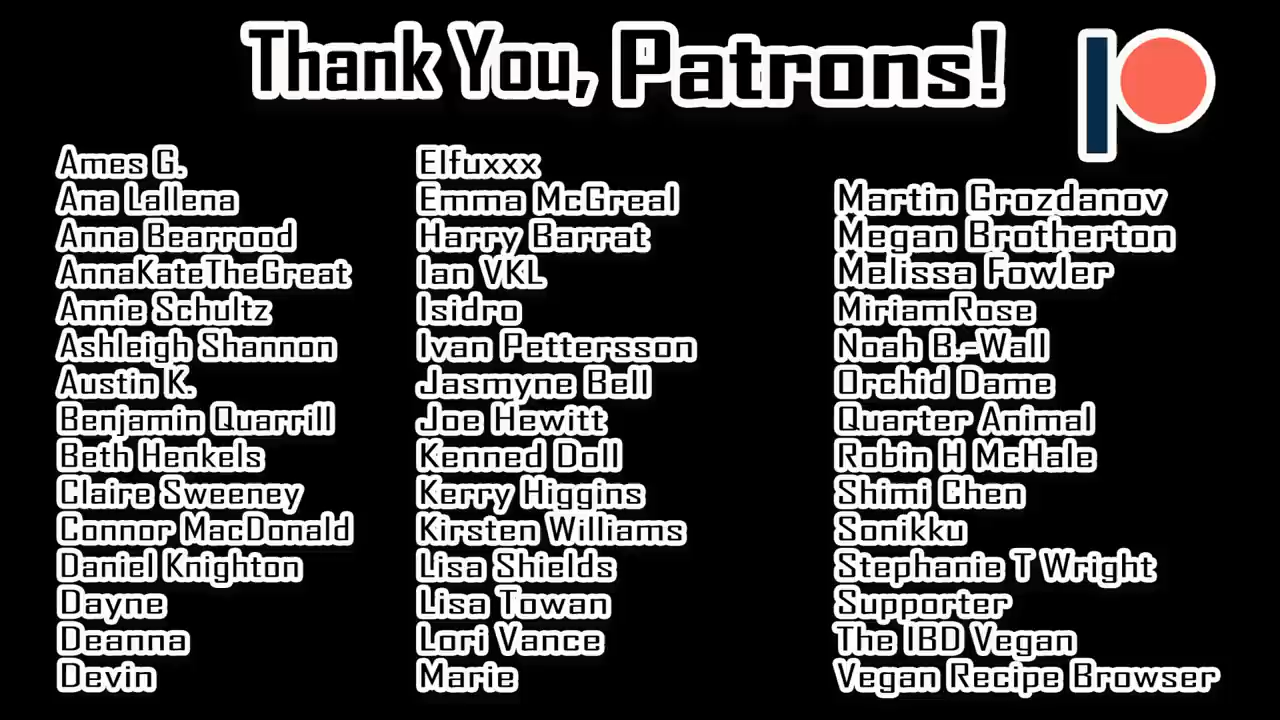 Thank You, Patrons!
Ames G.
Ana Lallena
Anna Bearrood
AnnaKateTheGreat
Annie Schultz
Ashleigh Shannon
Austin K.
Benjamin Quarrill
Beth Henkels
Claire Sweeney
Connor MacDonald
Daniel Knighton
Dayne
Deanna
Devin
Elfuxxx
Emma McGreal
Harry Barrat
Ian VKL
Isidro
Ivan Pettersson
Jasmyne Bell
Joe Hewitt
Kenned Doll
Kerry Higgins
Kirsten Williams
Lisa Shields
Lisa Towan
Lori Vance
Marie
Martin Grozdanov
Megan Brotherton
Melissa Fowler
MiriamRose
Noah B.-Wall
Orchid Dame
Quarter Animal
Robin H McHale
Shimi Chen
Sonikku
Stephanie T Wright
Supporter
The IBD Vegan
Vegan Recipe Browser